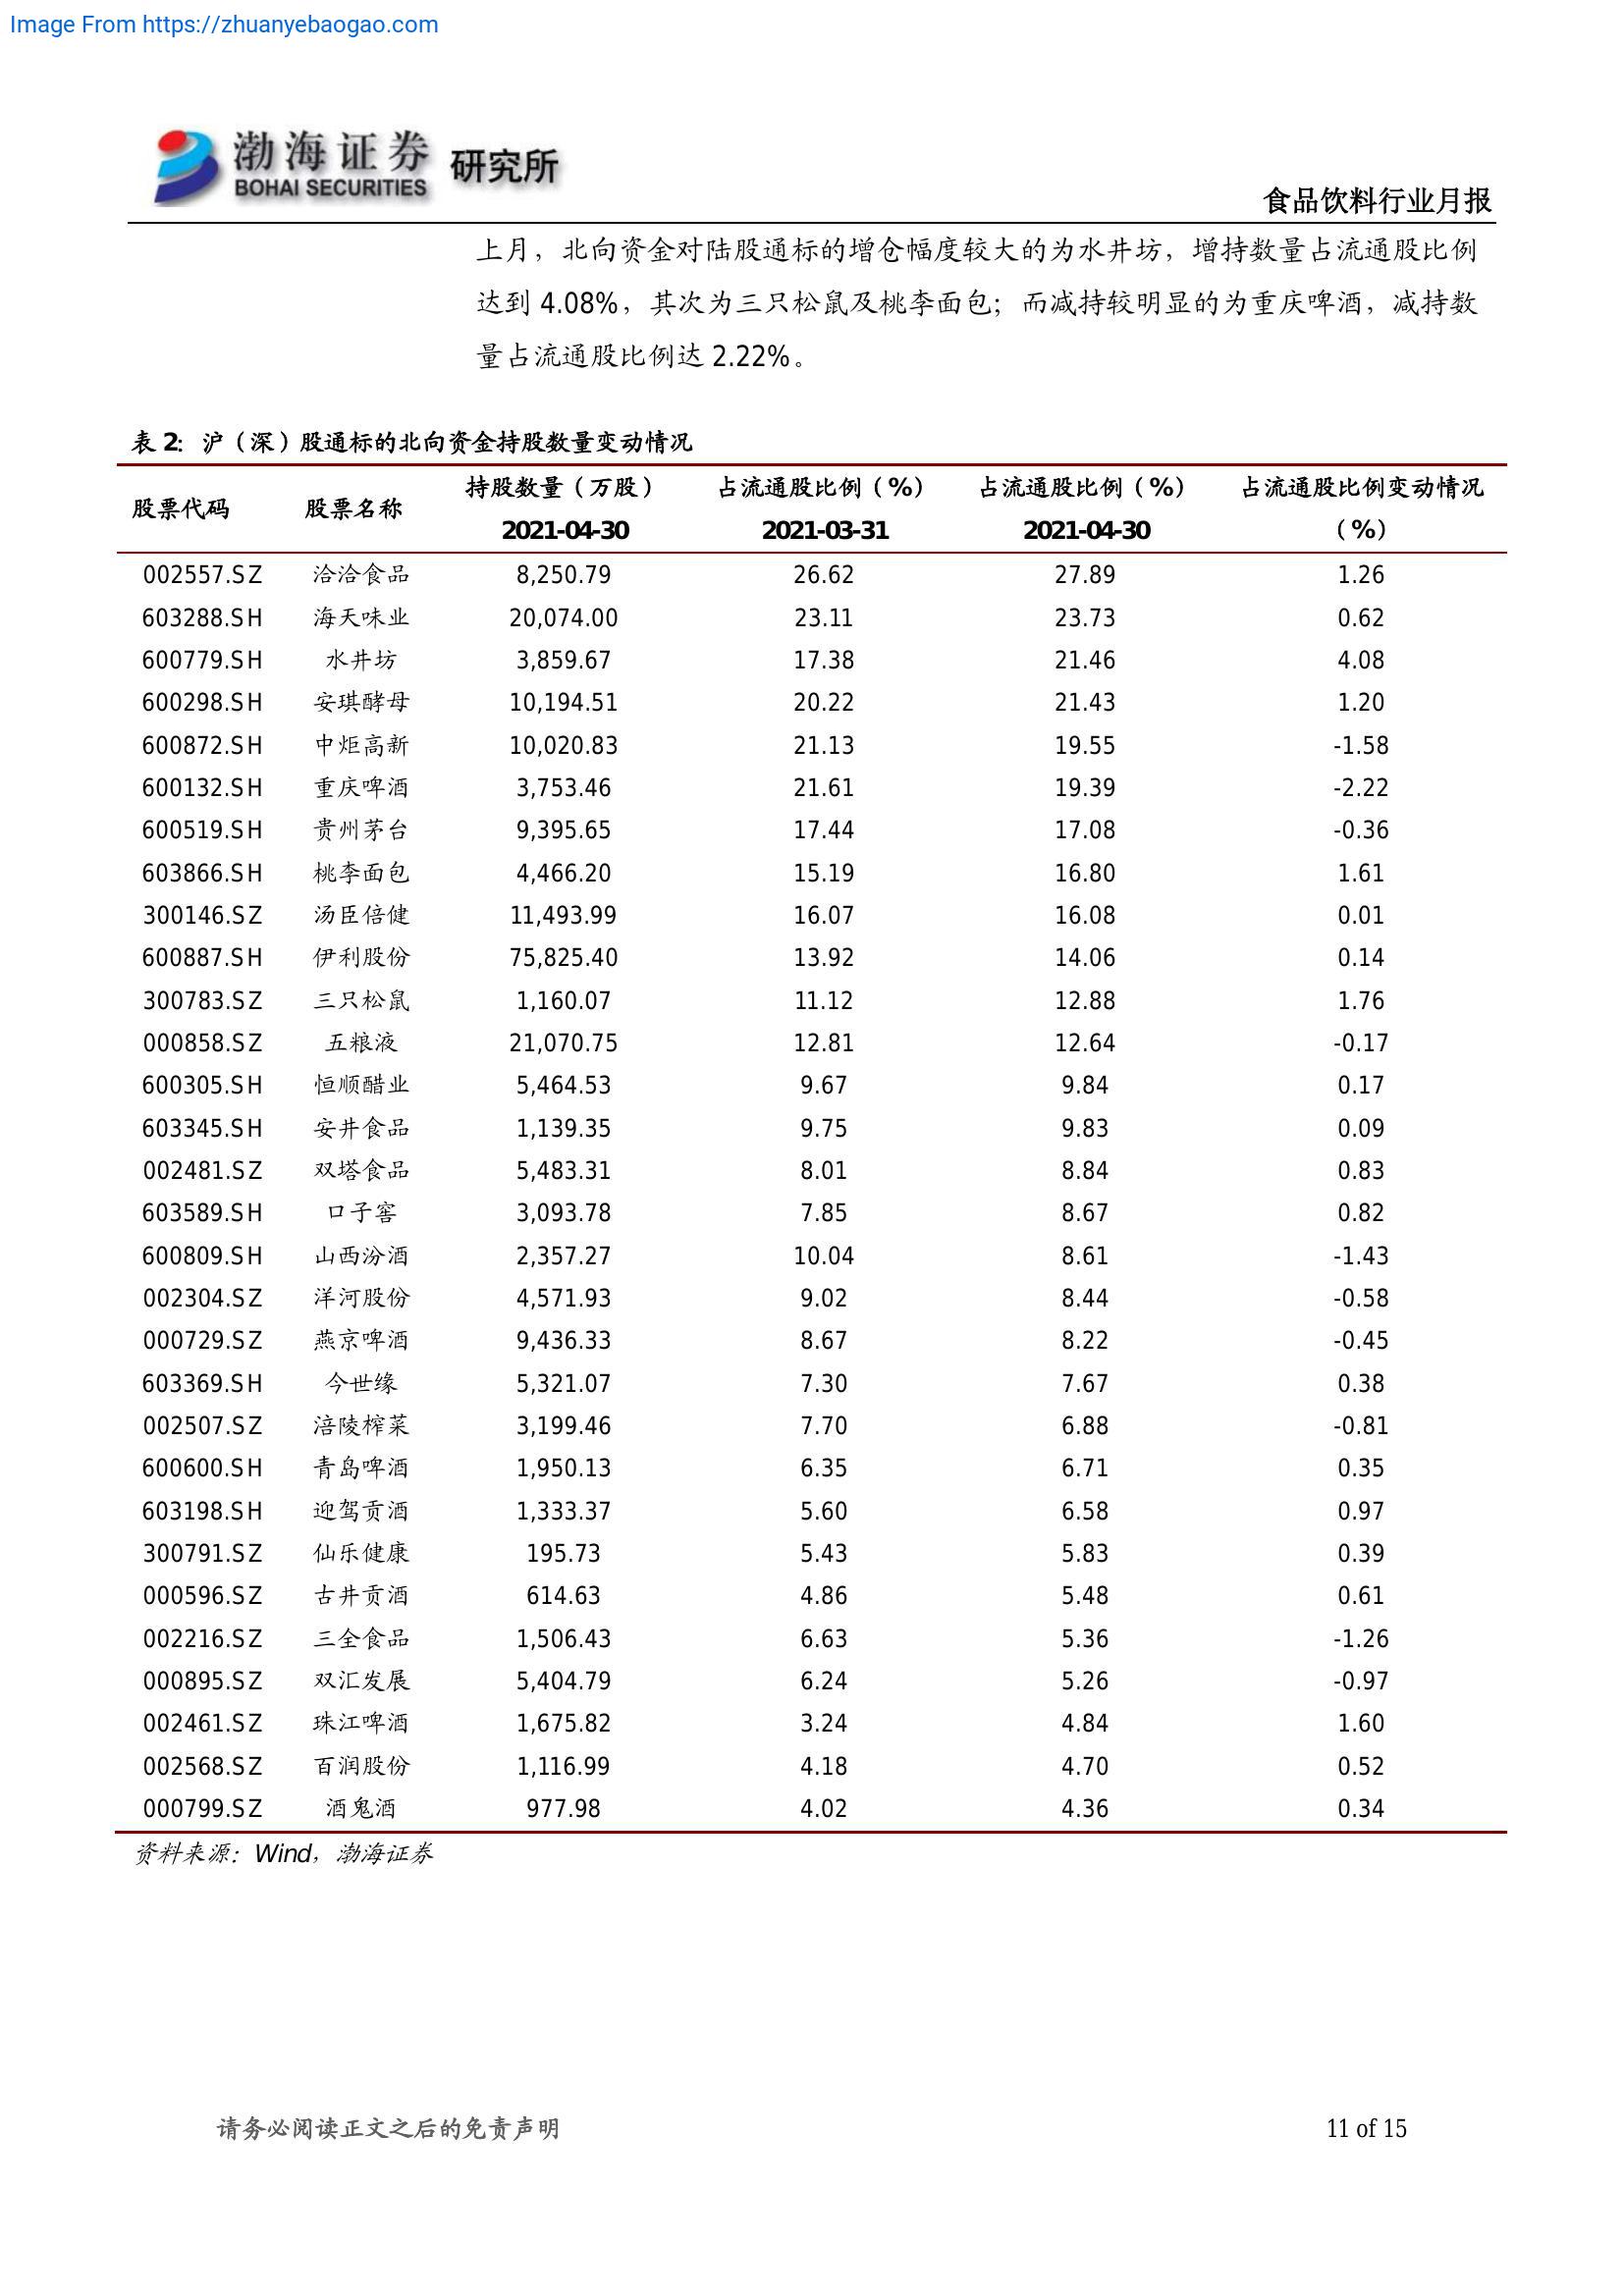 Image From https://zhuanyebaogao.com
渤海证券 研究所
BOHAI SECURITIES
食品饮料行业月报
上月，北向资金对陆股通标的增仓幅度较大的为水井坊，增持数量占流通股比例
达到 4.08%，其次为三只松鼠及桃李面包；而减持较明显的为重庆啤酒，减持数
量占流通股比例达 2.22%。
表 2：沪（深）股通标的北向资金持股数量变动情况
股票代码 股票名称 持股数量（万股） 占流通股比例（%） 占流通股比例（%） 占流通股比例变动情况
2021-04-30 2021-03-31 2021-04-30 （%）
002557.SZ 洽洽食品 8,250.79 26.62 27.89 1.26
603288.SH 海天味业 20,074.00 23.11 23.73 0.62
600779.SH 水井坊 3,859.67 17.38 21.46 4.08
600298.SH 安琪酵母 10,194.51 20.22 21.43 1.20
600872.SH 中炬高新 10,020.83 21.13 19.55 -1.58
600132.SH 重庆啤酒 3,753.46 21.61 19.39 -2.22
600519.SH 贵州茅台 9,395.65 17.44 17.08 -0.36
603866.SH 桃李面包 4,466.20 15.19 16.80 1.61
300146.SZ 汤臣倍健 11,493.99 16.07 16.08 0.01
600887.SH 伊利股份 75,825.40 13.92 14.06 0.14
300783.SZ 三只松鼠 1,160.07 11.12 12.88 1.76
000858.SZ 五粮液 21,070.75 12.81 12.64 -0.17
600305.SH 恒顺醋业 5,464.53 9.67 9.84 0.17
603345.SH 安井食品 1,139.35 9.75 9.83 0.09
002481.SZ 双塔食品 5,483.31 8.01 8.84 0.83
603589.SH 口子窖 3,093.78 7.85 8.67 0.82
600809.SH 山西汾酒 2,357.27 10.04 8.61 -1.43
002304.SZ 洋河股份 4,571.93 9.02 8.44 -0.58
000729.SZ 燕京啤酒 9,436.33 8.67 8.22 -0.45
603369.SH 今世缘 5,321.07 7.30 7.67 0.38
002507.SZ 涪陵榨菜 3,199.46 7.70 6.88 -0.81
600600.SH 青岛啤酒 1,950.13 6.35 6.71 0.35
603198.SH 迎驾贡酒 1,333.37 5.60 6.58 0.97
300791.SZ 仙乐健康 195.73 5.43 5.83 0.39
000596.SZ 古井贡酒 614.63 4.86 5.48 0.61
002216.SZ 三全食品 1,506.43 6.63 5.36 -1.26
000895.SZ 双汇发展 5,404.79 6.24 5.26 -0.97
002461.SZ 珠江啤酒 1,675.82 3.24 4.84 1.60
002568.SZ 百润股份 1,116.99 4.18 4.70 0.52
000799.SZ 酒鬼酒 977.98 4.02 4.36 0.34
资料来源：Wind，渤海证券
请务必阅读正文之后的免责声明 11 of 15